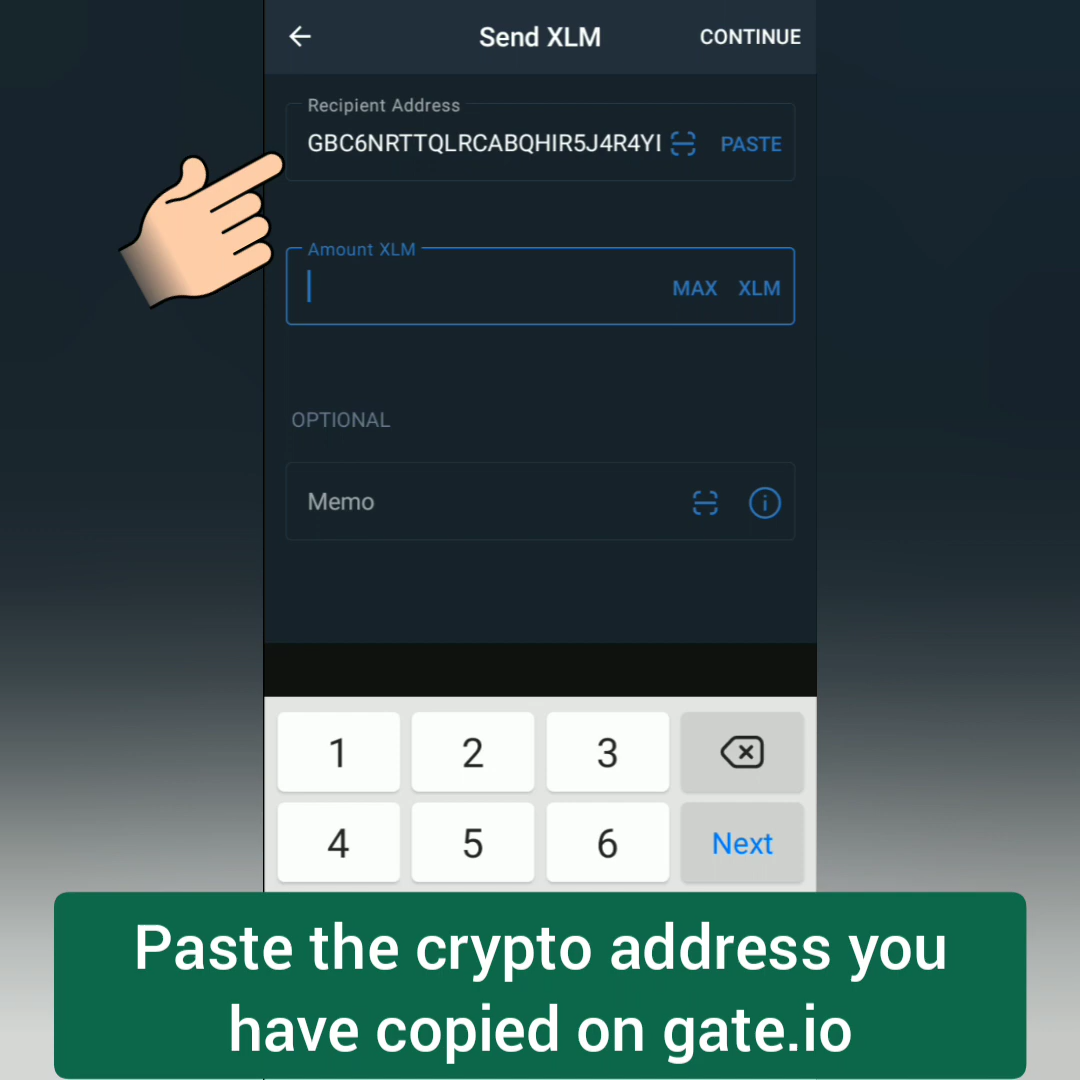 Send XLM
CONTINUE
Recipient Address
GBC6NRTTQLRCABQHIR5J4R4YI
PASTE
Amount XLM
MAX XLM
OPTIONAL
Memo
1 2 3
4 5 6 Next
Paste the crypto address you
have copied on gate.io